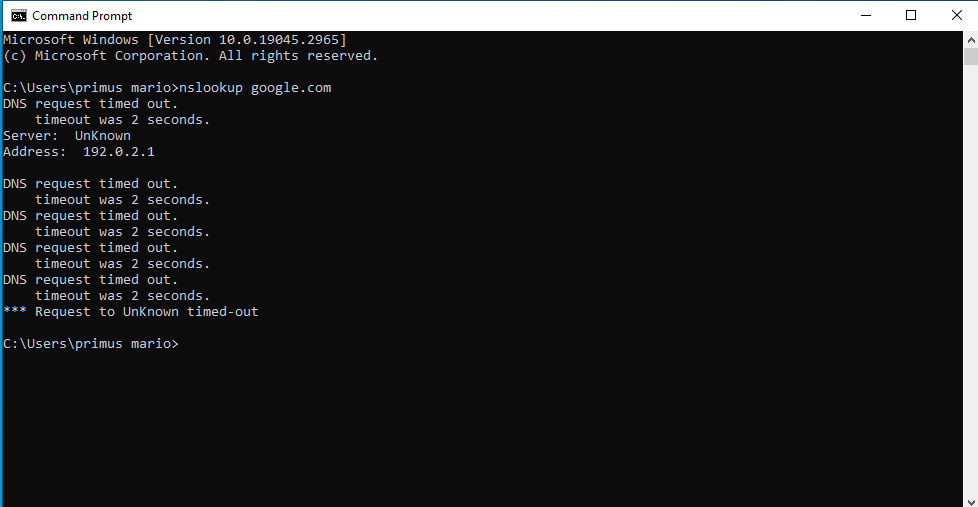 Command Prompt
Microsoft Windows [Version 10.0.19045.2965]
(c) Microsoft Corporation. All rights reserved.
C:\Users\primus mario>nslookup google.com
DNS request timed out.
    timeout was 2 seconds.
Server:  UnKnown
Address:  192.0.2.1
DNS request timed out.
    timeout was 2 seconds.
DNS request timed out.
    timeout was 2 seconds.
DNS request timed out.
    timeout was 2 seconds.
DNS request timed out.
    timeout was 2 seconds.
*** Request to UnKnown timed-out
C:\Users\primus mario>